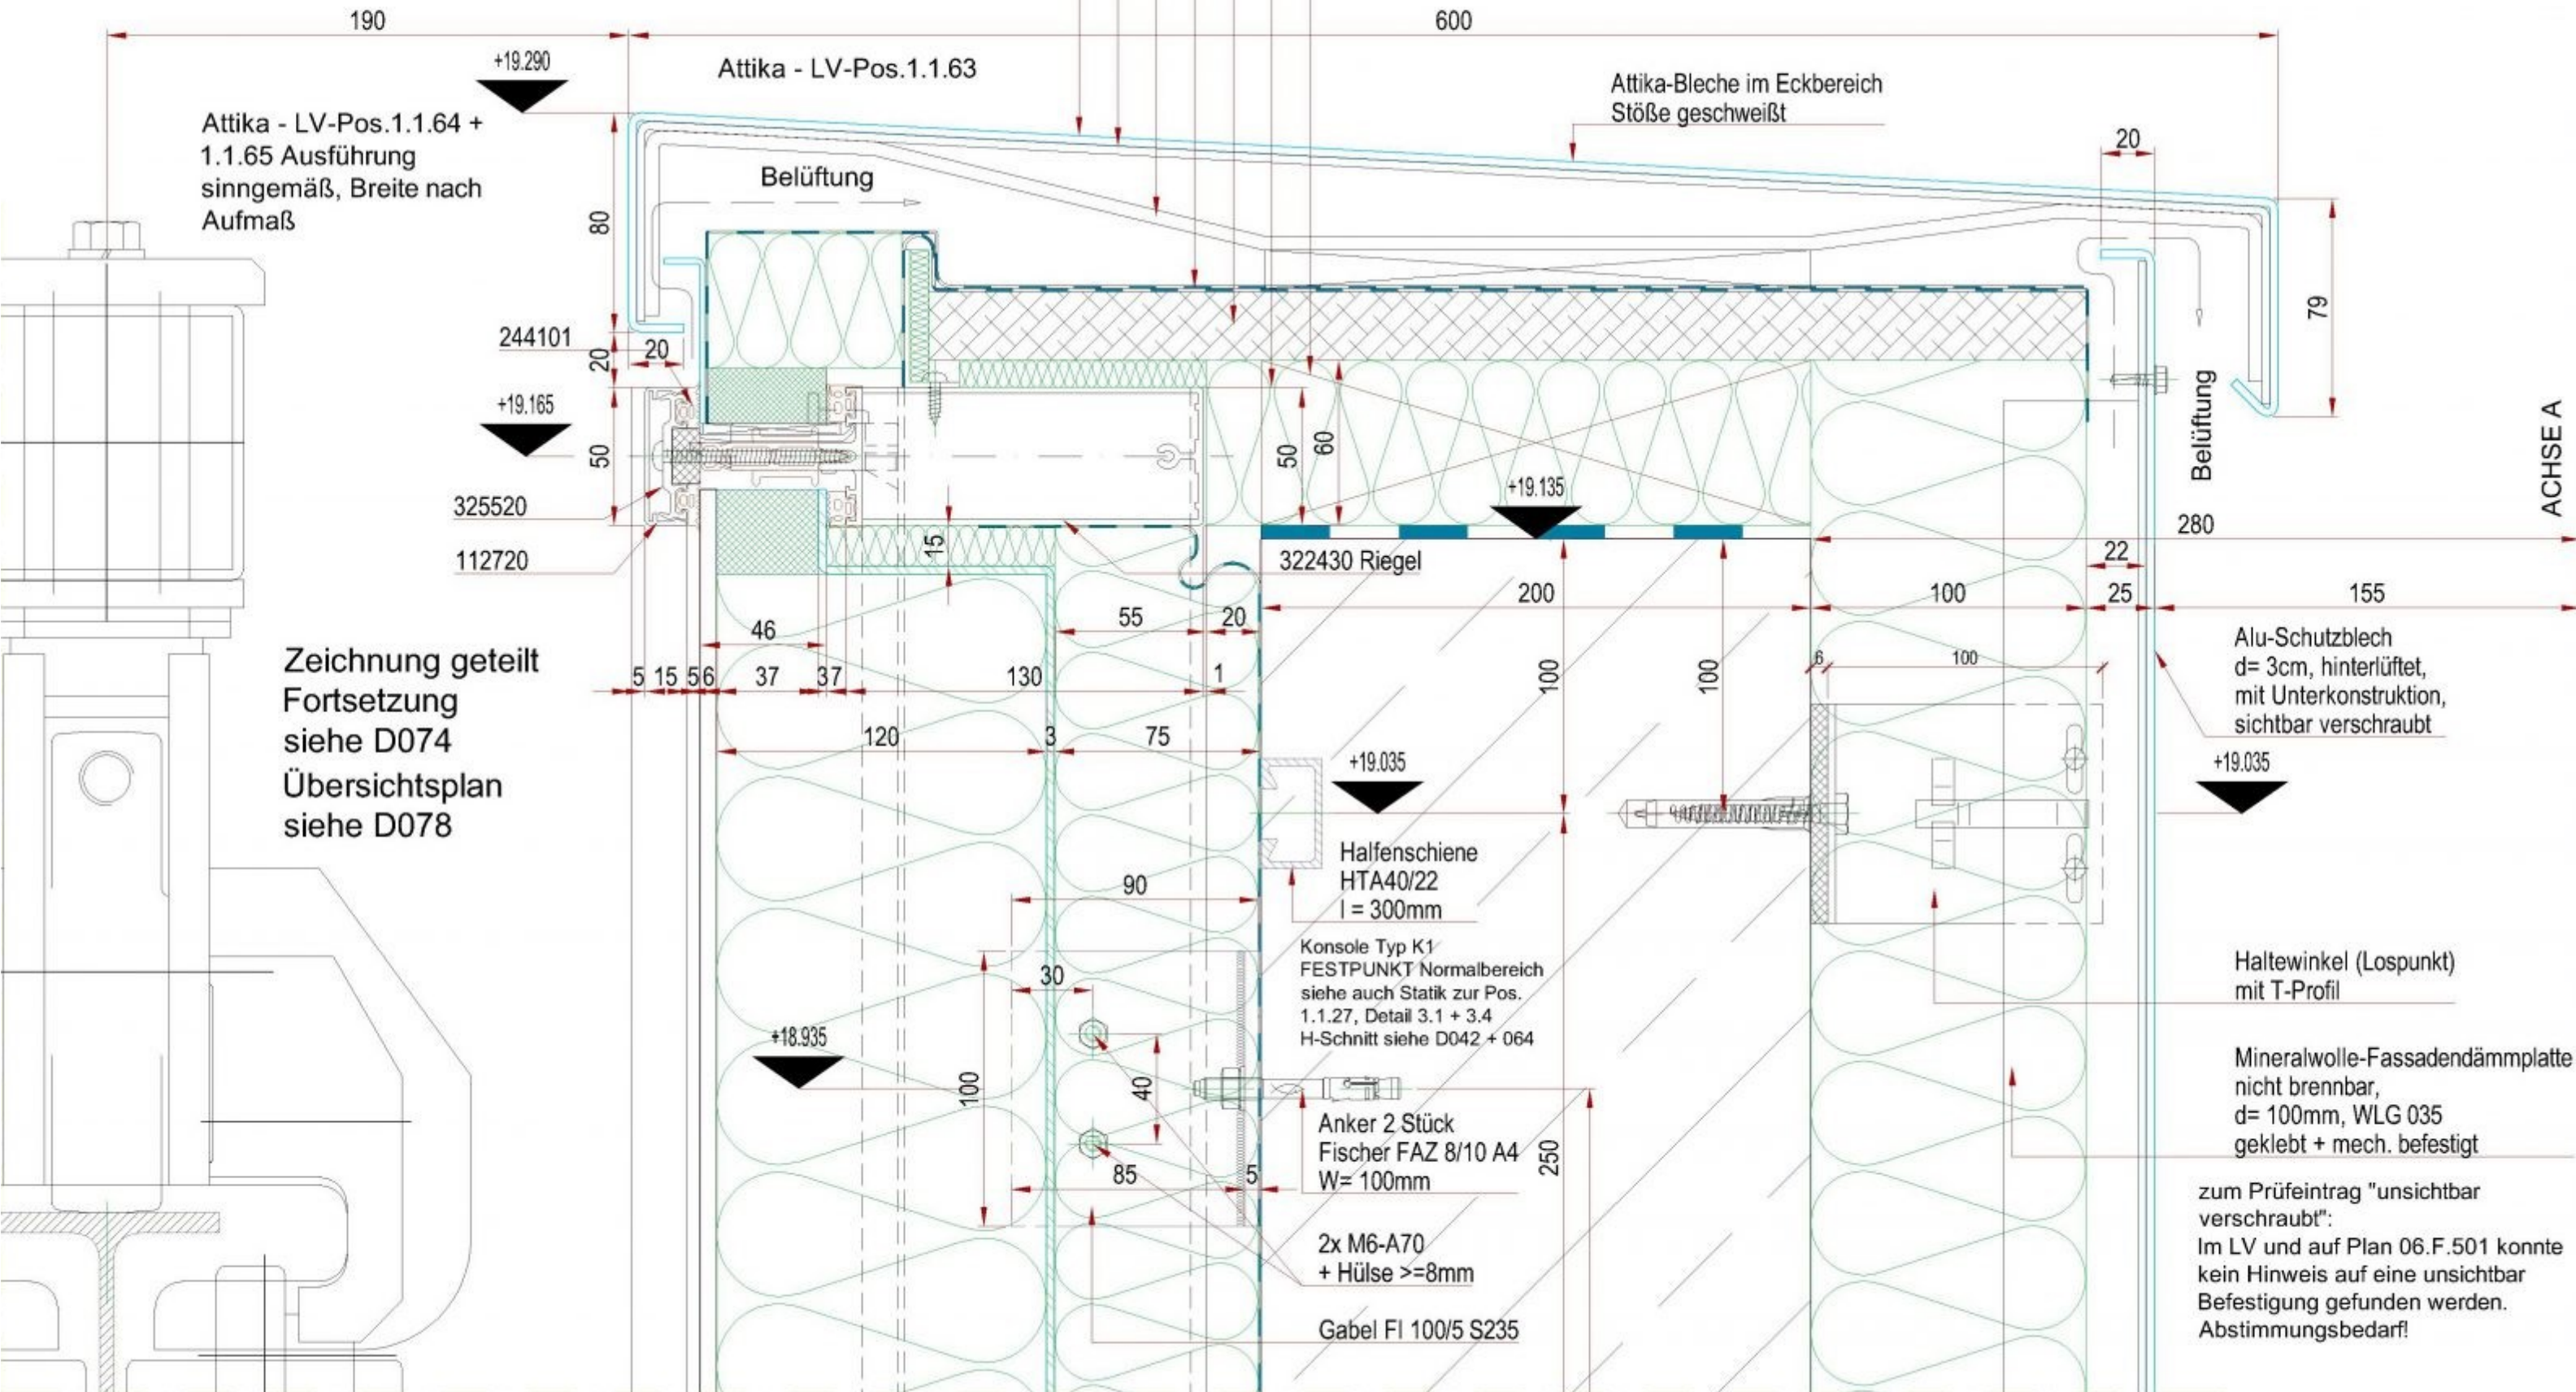 190
600
+19.290
Attika - LV-Pos.1.1.63
Attika-Bleche im Eckbereich
Stöße geschweißt
Attika - LV-Pos.1.1.64 +
1.1.65 Ausführung
sinngemäß, Breite nach
Aufmaß
20
Belüftung
80
79
244101
20
20
+19.165
Belüftung
ACHSE A
50
50
60
+19.135
325520
280
15
112720
322430 Riegel
22
200
100
25
155
55
20
46
Alu-Schutzblech
d= 3cm, hinterlüftet,
mit Unterkonstruktion,
sichtbar verschraubt
Zeichnung geteilt
Fortsetzung
siehe D074
Übersichtsplan
siehe D078
5
15
5
6
37
3
7
130
1
100
100
6
100
120
3
75
+19.035
+19.035
Halfenschiene
HTA40/22
l = 300mm
90
Konsole Typ K1
FESTPUNKT Normalbereich
siehe auch Statik zur Pos.
1.1.27, Detail 3.1 + 3.4
H-Schnitt siehe D042 + 064
Haltewinkel (Lospunkt)
mit T-Profil
30
+18.935
100
40
Mineralwolle-Fassadendämmplatte
nicht brennbar,
d= 100mm, WLG 035
geklebt + mech. befestigt
Anker 2 Stück
Fischer FAZ 8/10 A4
W= 100mm
250
85
5
zum Prüfeintrag "unsichtbar
verschraubt":
Im LV und auf Plan 06.F.501 konnte
kein Hinweis auf eine unsichtbar
Befestigung gefunden werden.
Abstimmungsbedarf!
2x M6-A70
+ Hülse >=8mm
Gabel Fl 100/5 S235